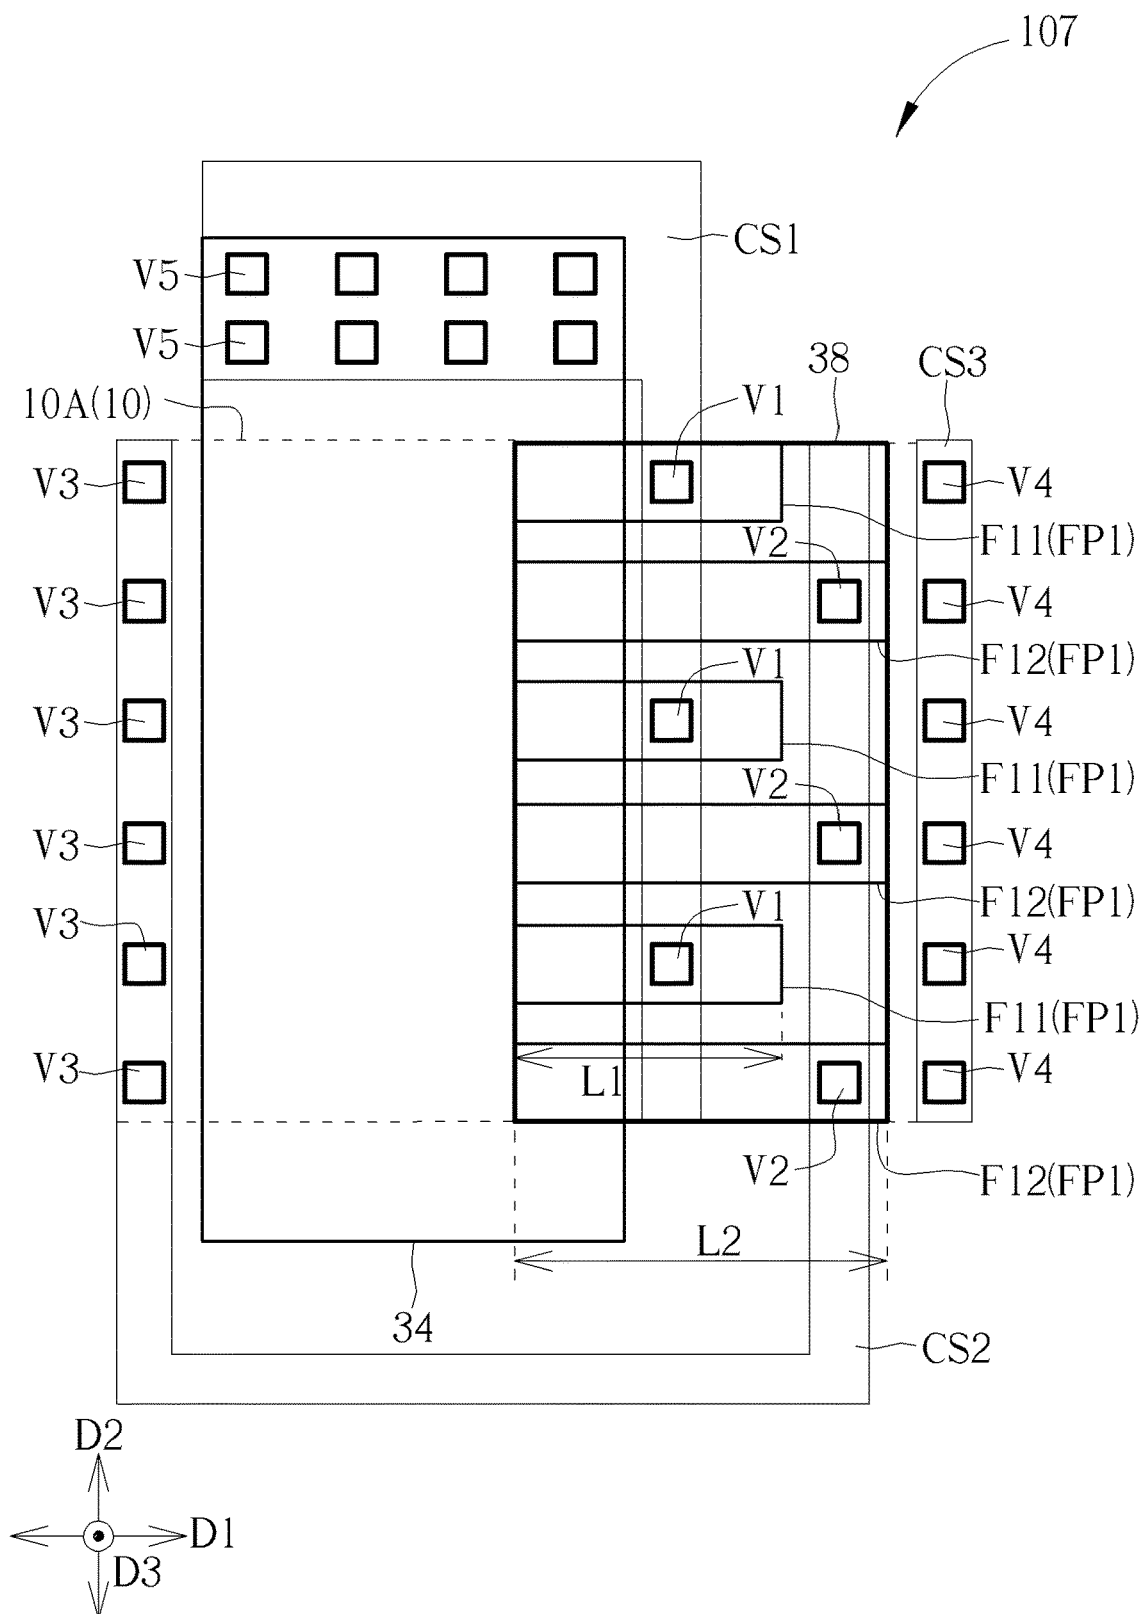 107
CS1
V5
V5
38
CS3
10A(10)
V1
V3
V4
F11(FP1)
V2
V3
V4
F12(FP1)
V1
V3
V4
F11(FP1)
V2
V3
V4
F12(FP1)
V1
V3
V4
F11(FP1)
V3
L1
V4
V2
F12(FP1)
L2
34
CS2
D2
D1
D3